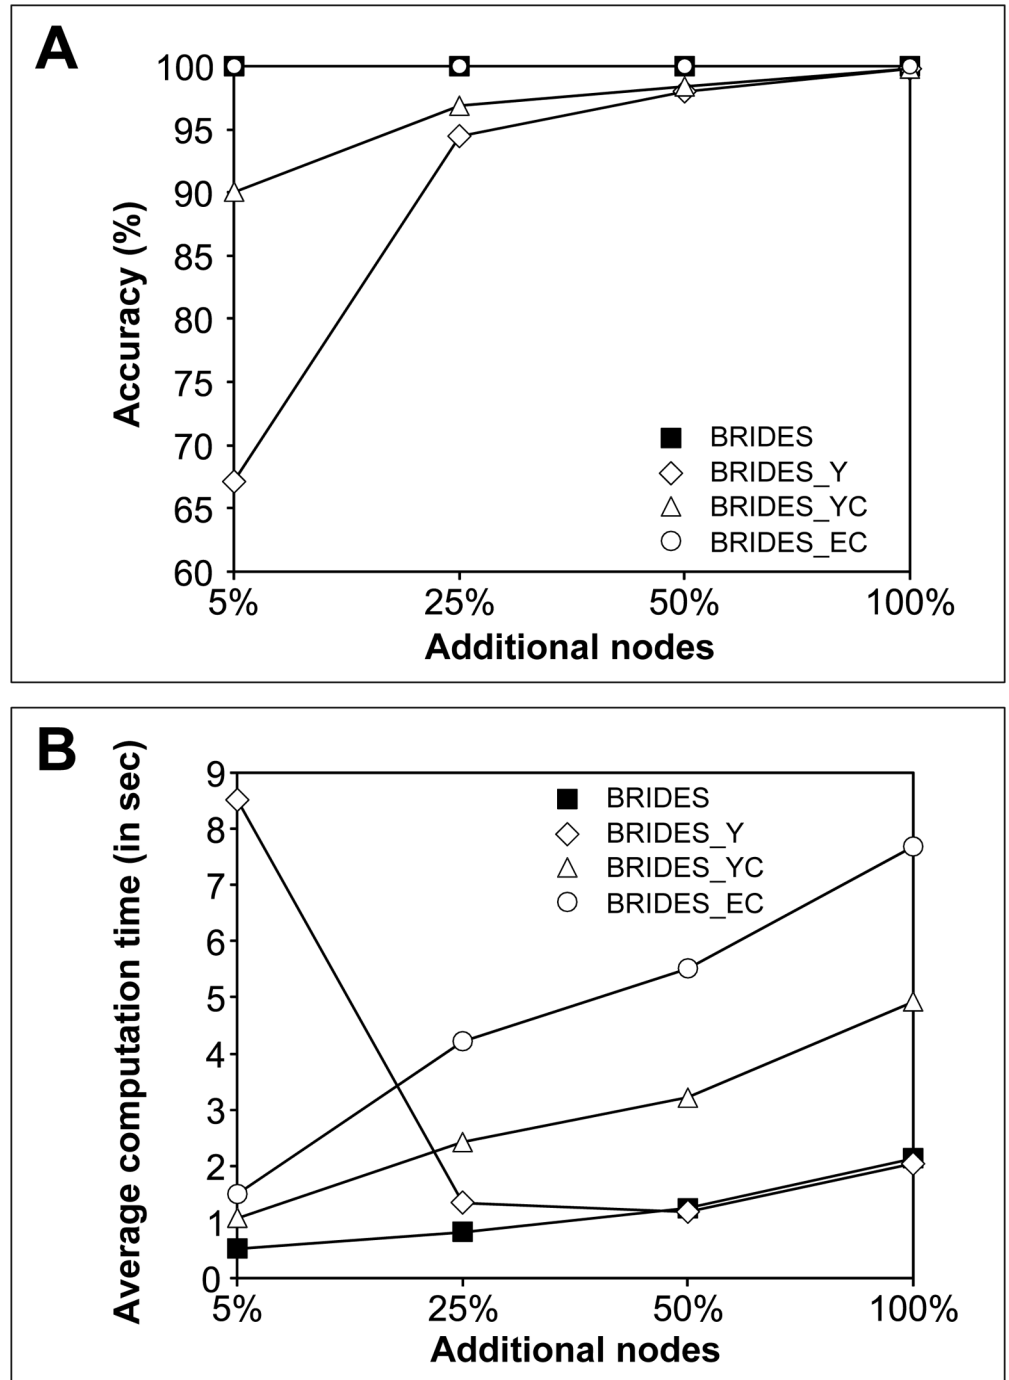 A
100
95
90
85
80
75
70
65
60
Accuracy (%)
BRIDES
BRIDES_Y
BRIDES_YC
BRIDES_EC
5% 25% 50% 100%
Additional nodes
B
9
8
7
6
5
4
3
2
1
0
Average computation time (in sec)
BRIDES
BRIDES_Y
BRIDES_YC
BRIDES_EC
5% 25% 50% 100%
Additional nodes